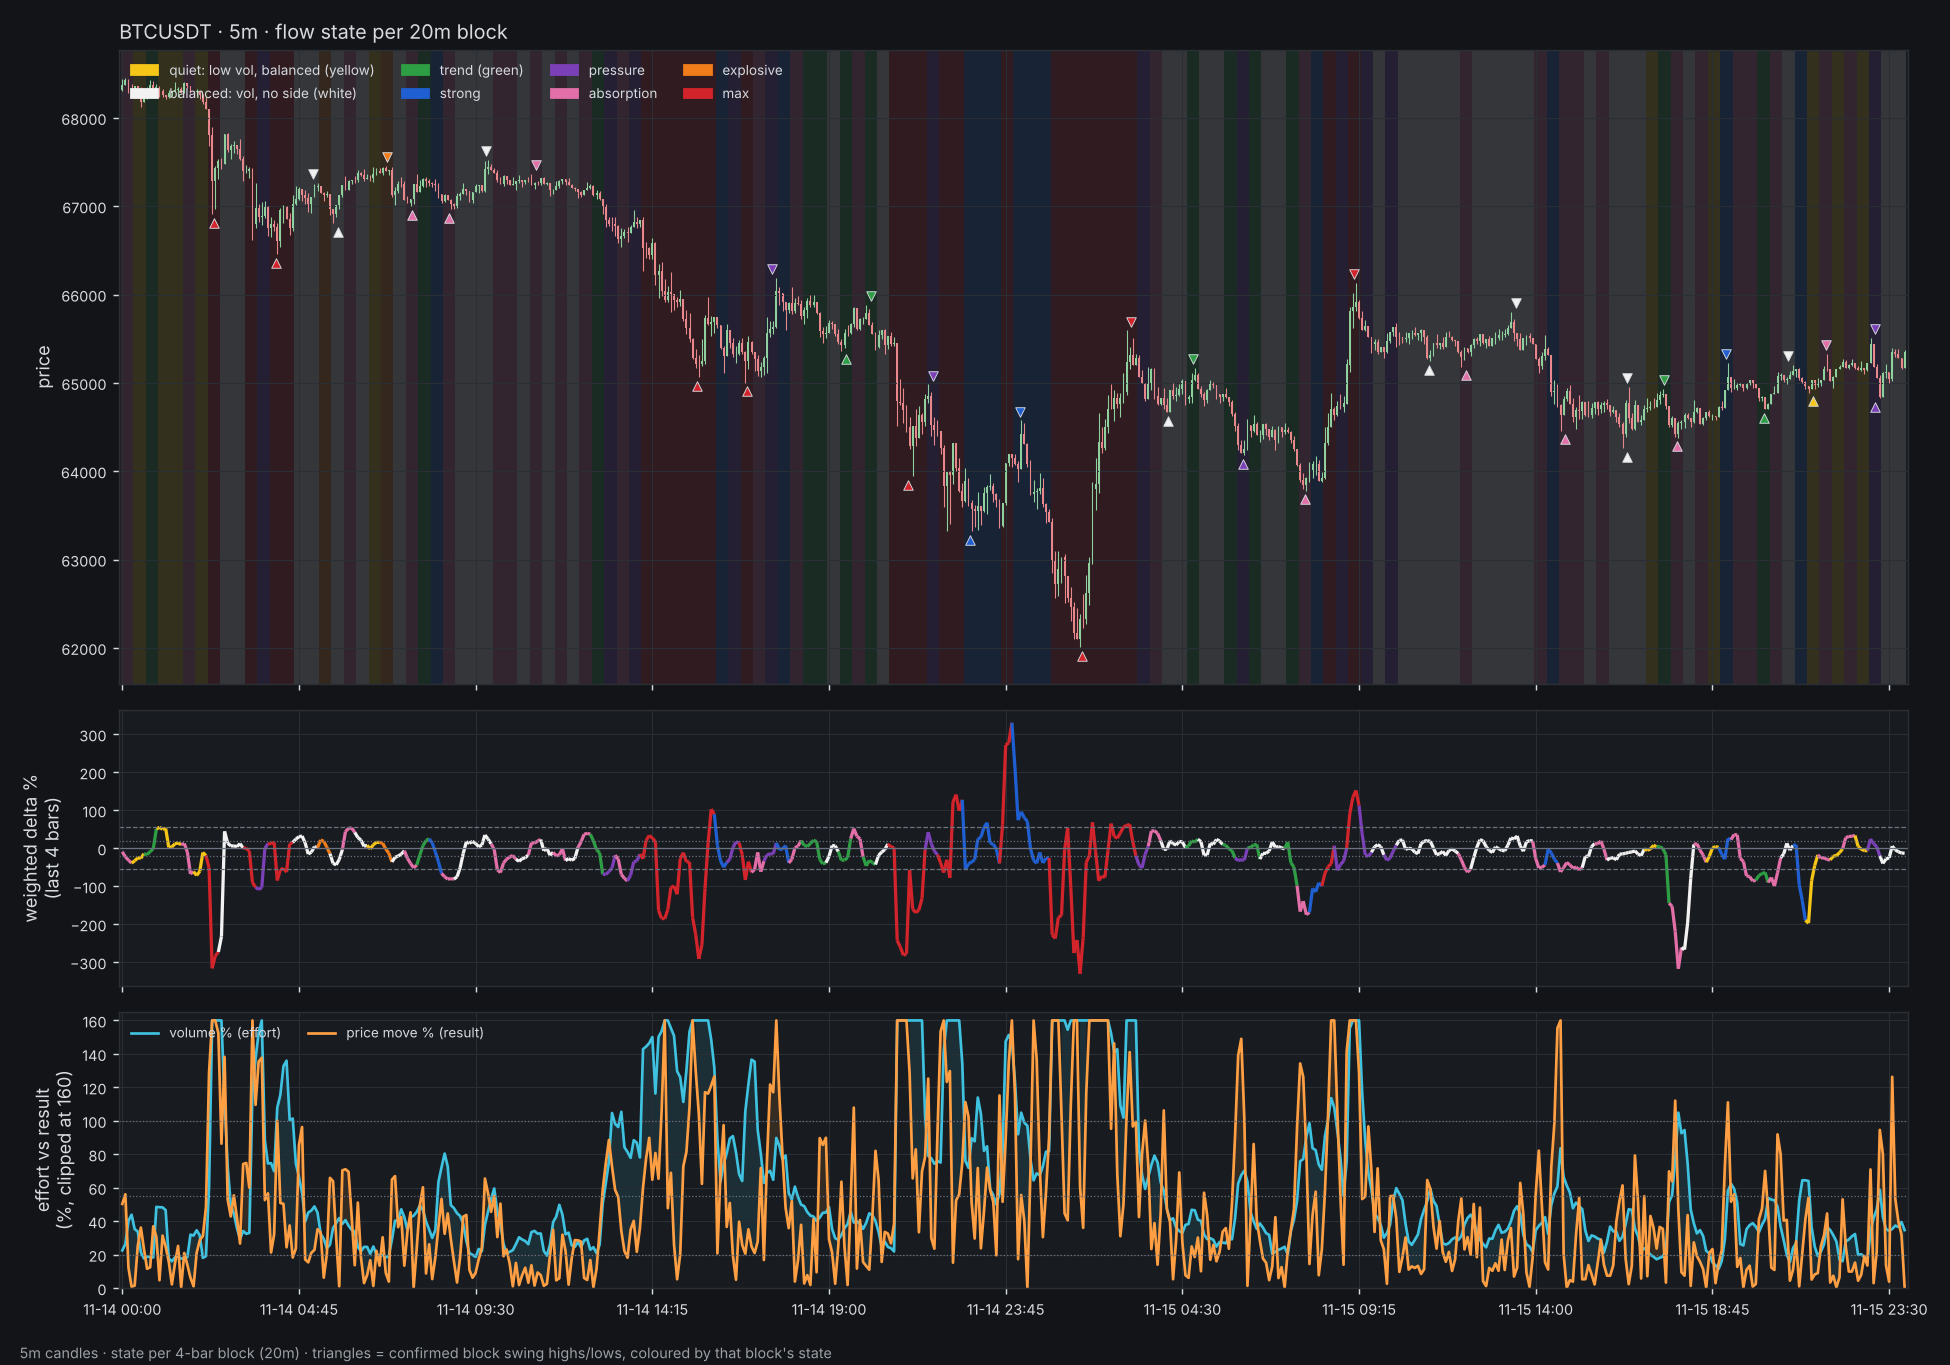 BTCUSDT · 5m · flow state per 20m block
quiet: low vol, balanced (yellow)
trend (green)
pressure
explosive
balanced: vol, no side (white)
strong
absorption
max
price
68000
67000
66000
65000
64000
63000
62000
weighted delta %
(last 4 bars)
300
200
100
0
−100
−200
−300
volume % (effort)
price move % (result)
effort vs result
(%, clipped at 160)
160
140
120
100
80
60
40
20
0
11-14 00:00
11-14 04:45
11-14 09:30
11-14 14:15
11-14 19:00
11-14 23:45
11-15 04:30
11-15 09:15
11-15 14:00
11-15 18:45
11-15 23:30
5m candles · state per 4-bar block (20m) · triangles = confirmed block swing highs/lows, coloured by that block's state